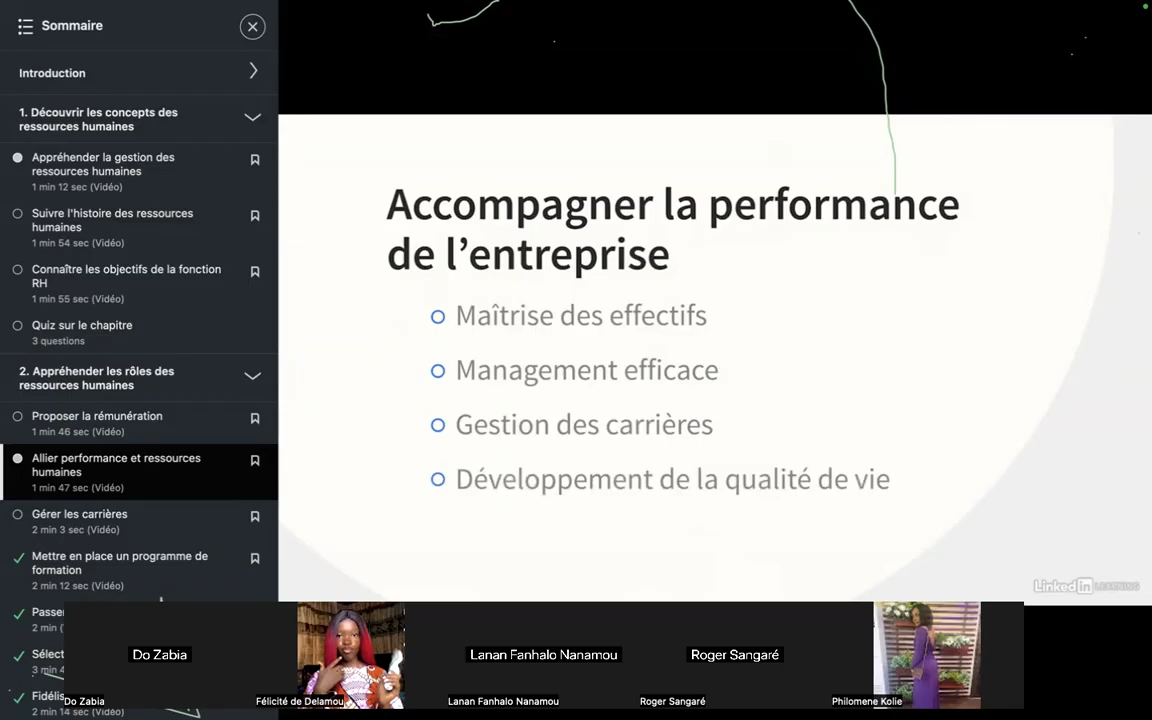 Sommaire
Introduction
1. Découvrir les concepts des
ressources humaines
Appréhender la gestion des
ressources humaines
1 min 12 sec (Vidéo)
Suivre l'histoire des ressources
humaines
1 min 54 sec (Vidéo)
Connaître les objectifs de la fonction
RH
1 min 55 sec (Vidéo)
Quiz sur le chapitre
3 questions
2. Appréhender les rôles des
ressources humaines
Proposer la rémunération
1 min 46 sec (Vidéo)
Allier performance et ressources
humaines
1 min 47 sec (Vidéo)
Gérer les carrières
2 min 3 sec (Vidéo)
Mettre en place un programme de
formation
2 min 12 sec (Vidéo)
2 min
3 min
2 min 14 sec (Vidéo)
Accompagner la performance
de l'entreprise
Maîtrise des effectifs
Management efficace
Gestion des carrières
Développement de la qualité de vie
LinkedIn LEARNING
Do Zabia
Lanan Fanhalo Nanamou
Roger Sangaré
Do Zabia
Félicité de Delamou
Lanan Fanhalo Nanamou
Roger Sangaré
Philomene Kolie